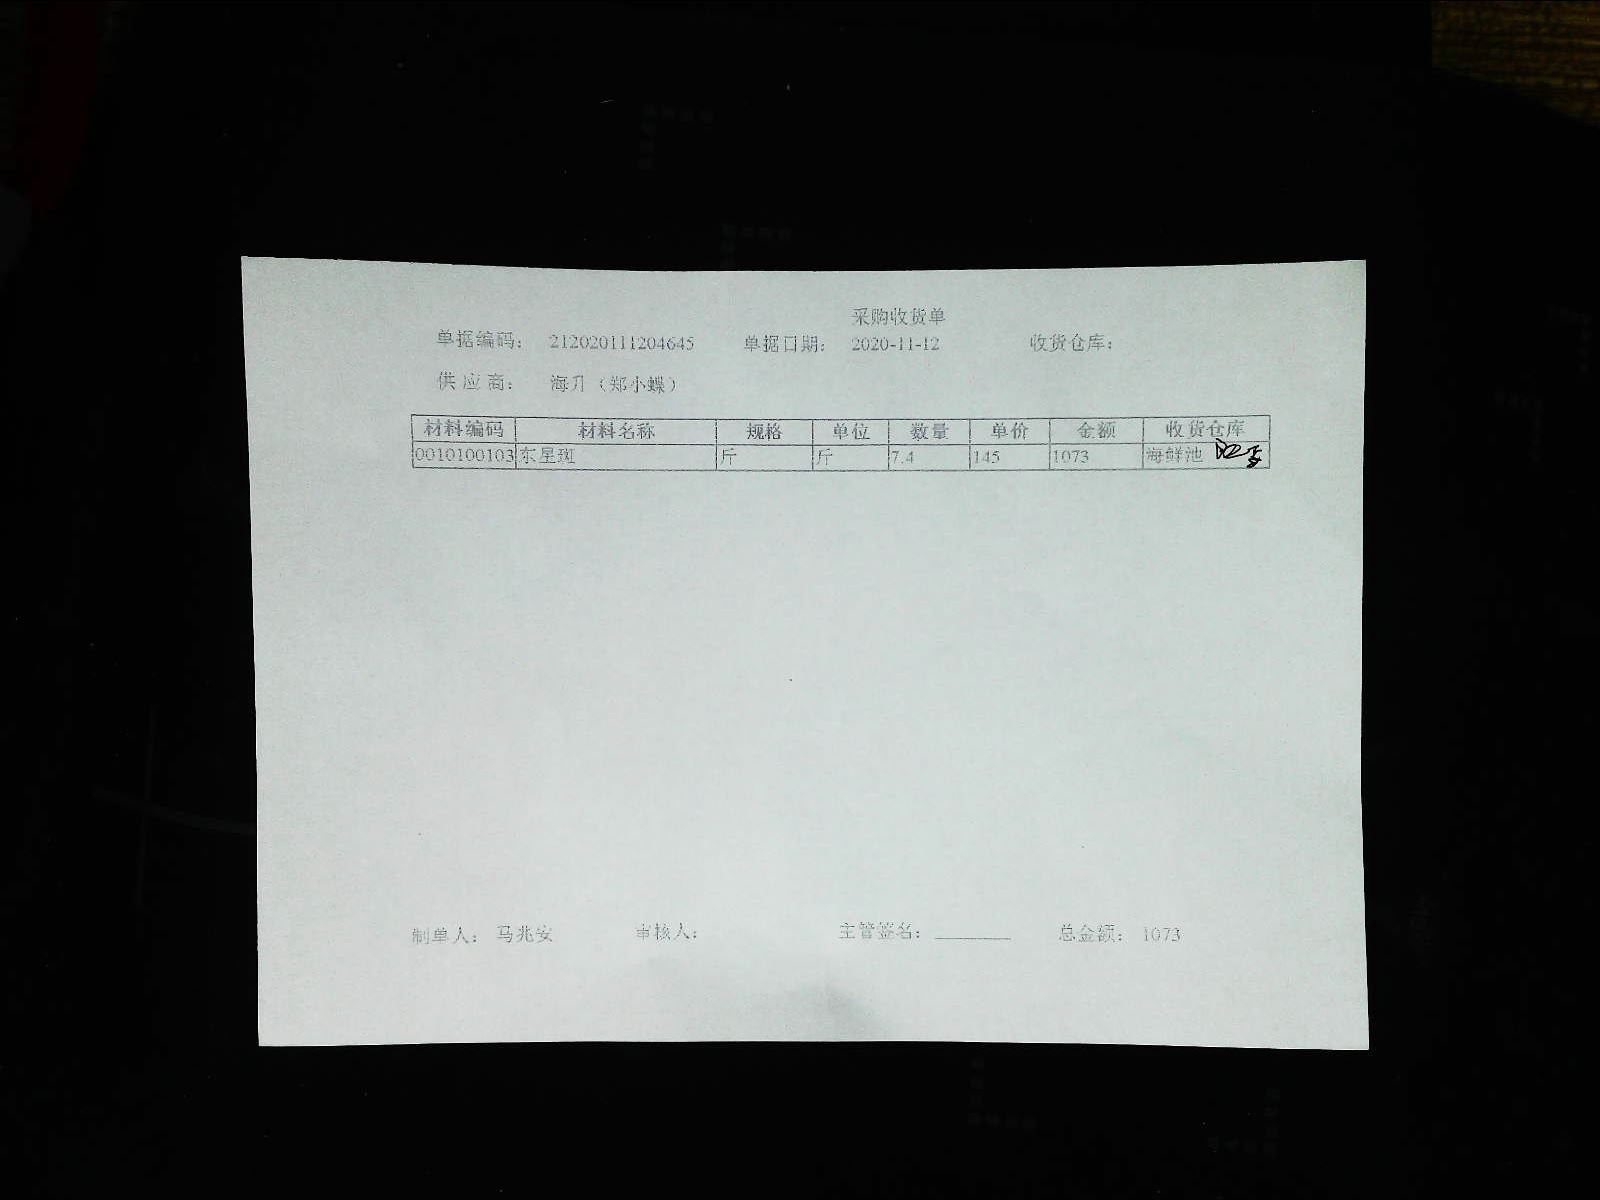 采购收货单
单据编码： 212020111204645 单据日期： 2020-11-12 收货仓库：
供 应 商： 海升（郑小蝶）
材料编码 材料名称 规格 单位 数量 单价 金额 收货仓库
0010100103 东星斑 斤 斤 7.4 145 1073 海鲜池
制单人： 马兆安 审核人： 主管签名： 总金额： 1073